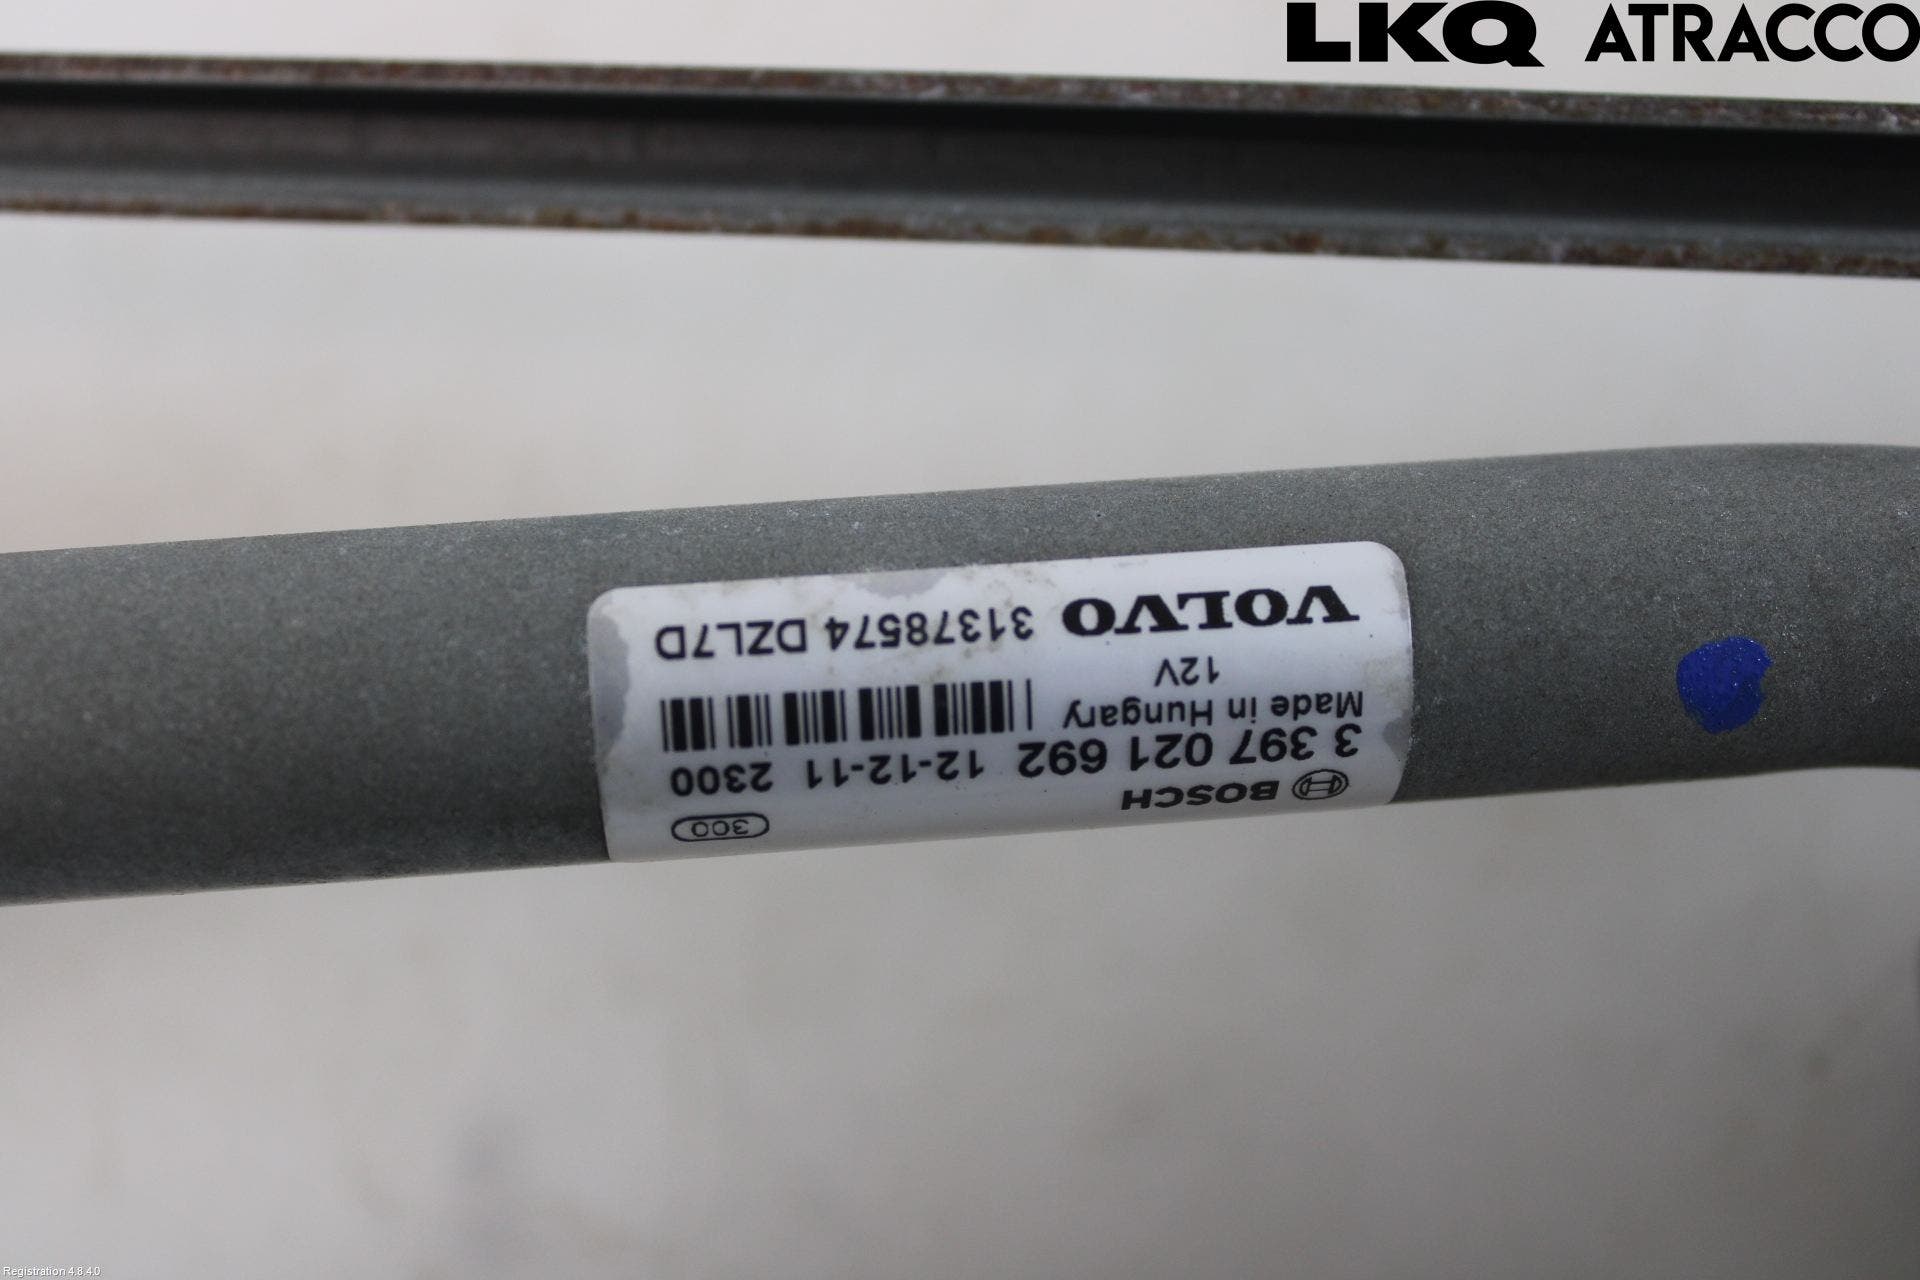 LKQ ATRACCO
300
BOSCH
3 397 021 692 12-12-11 2300
Made in Hungary
12V
VOLVO 31378574 DZL7D
Registration 4.8.4.0